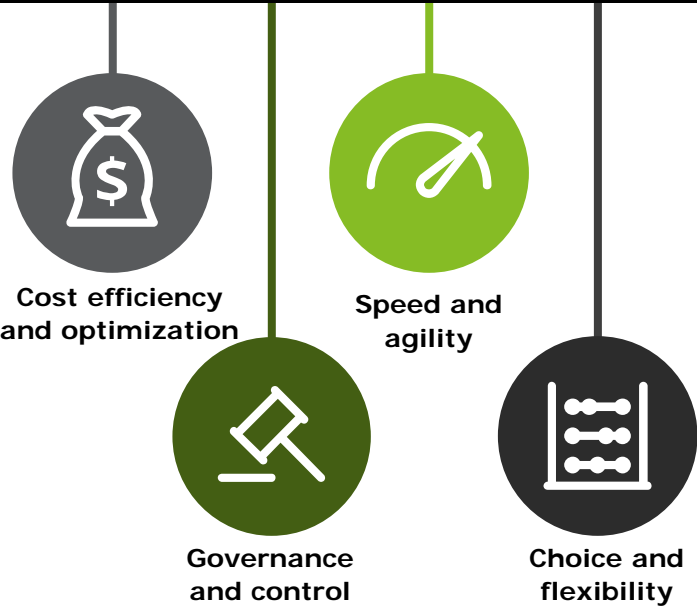 $
Cost efficiency
and optimization
Speed and
agility
Governance
and control
Choice and
flexibility